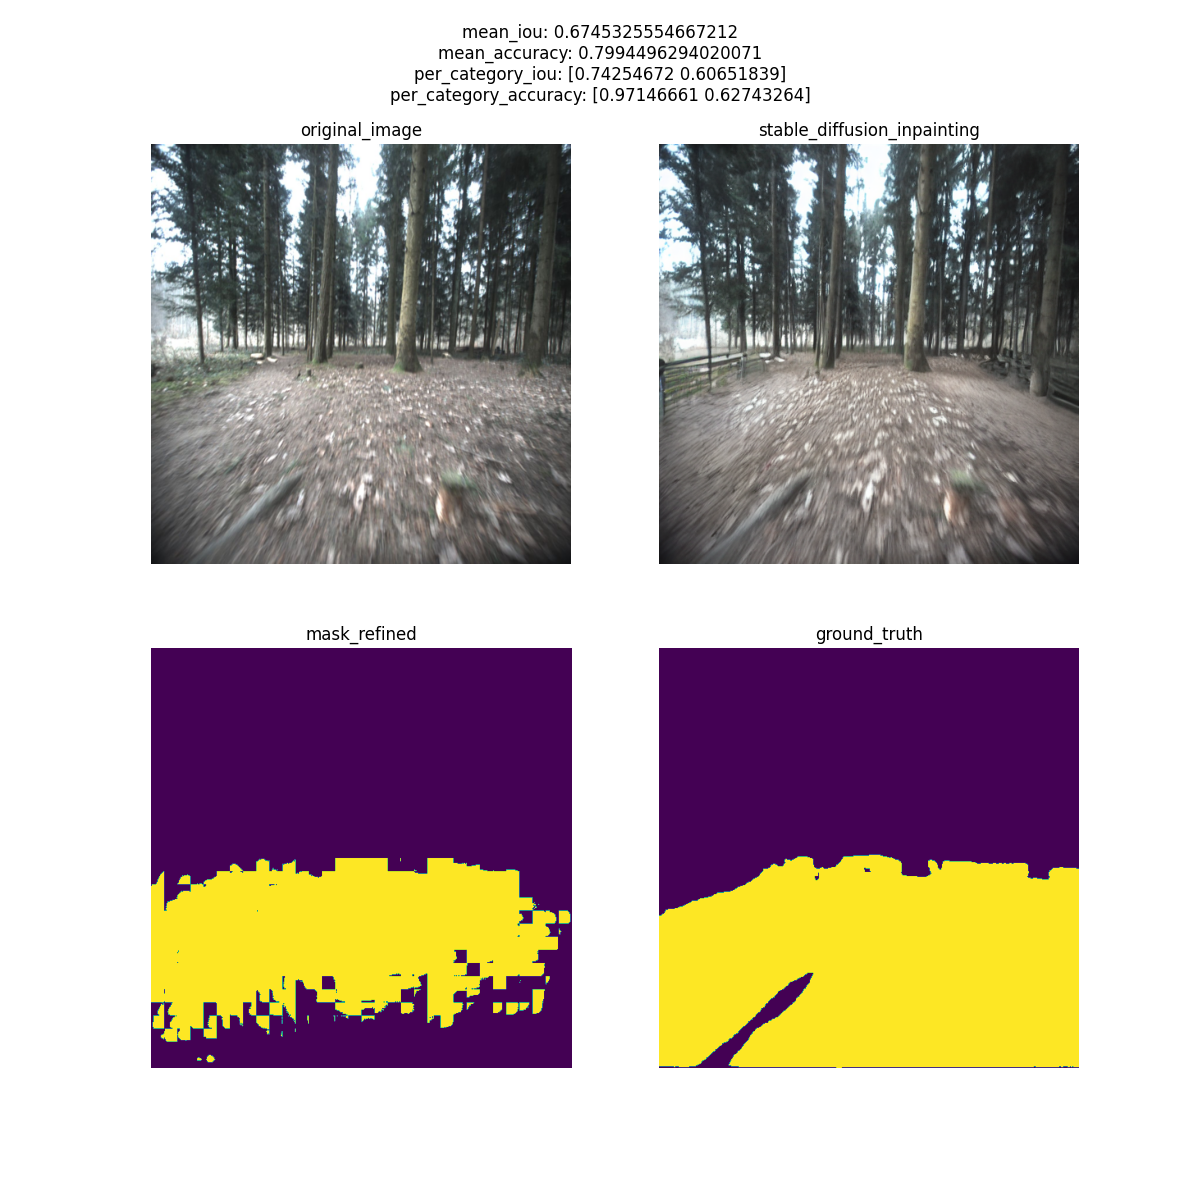 mean_iou: 0.6745325554667212
mean_accuracy: 0.7994496294020071
per_category_iou: [0.74254672 0.60651839]
per_category_accuracy: [0.97146661 0.62743264]
original_image
stable_diffusion_inpainting
mask_refined
ground_truth